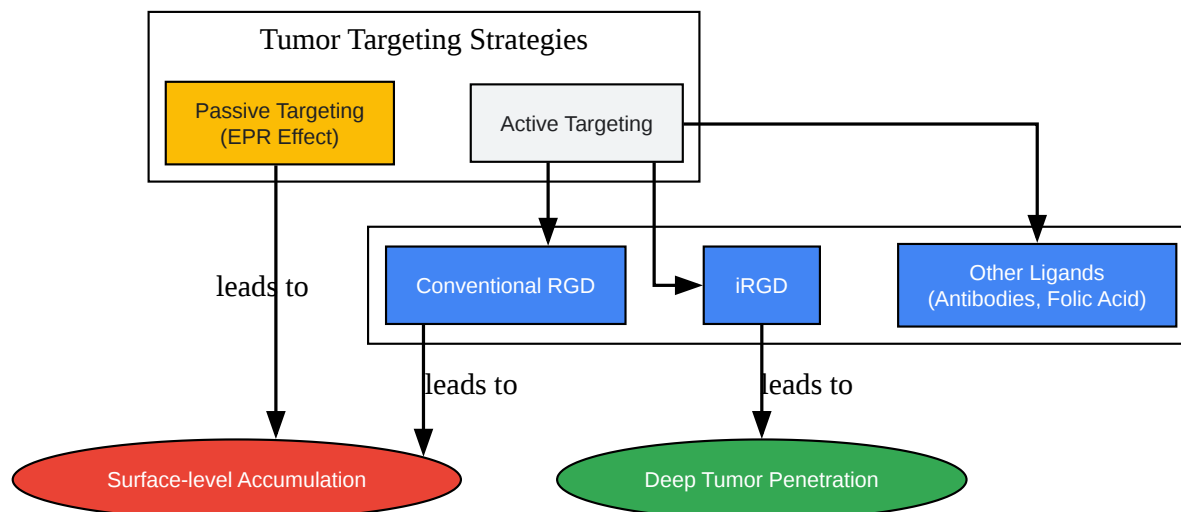 Tumor Targeting Strategies
Passive Targeting
(EPR Effect)
Active Targeting
Conventional RGD
iRGD
Other Ligands
(Antibodies, Folic Acid)
leads to
leads to
leads to
Surface-level Accumulation
Deep Tumor Penetration